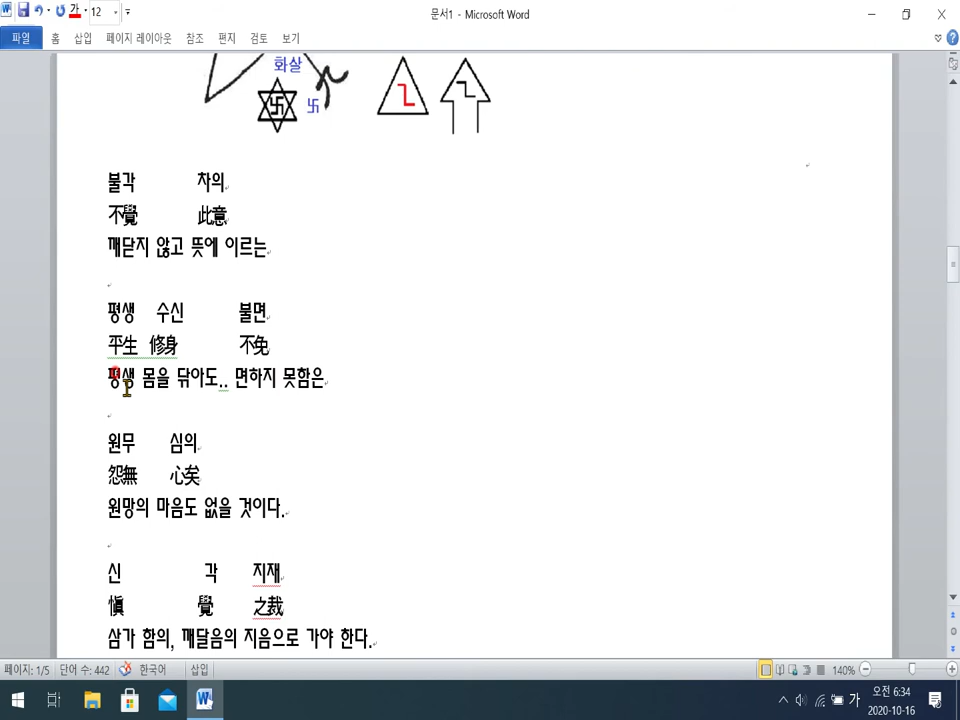 가 12
문서1 - Microsoft Word
파일 홈 삽입 페이지 레이아웃 참조 편지 검토 보기
화살
卐 卐
불각 차의
不覺 此意
깨닫지 않고 뜻에 이르는
평생 수신 불면
平生 修身 不免
평생 몸을 닦아도.. 면하지 못함은
원무 심의
怨無 心矣
원망의 마음도 없을 것이다.
신 각 지재
愼 覺 之裁
삼가 함의, 깨달음의 지음으로 가야 한다.
페이지: 1/5 단어 수: 442 한국어 삽입 140%
가 오전 6:34
2020-10-16